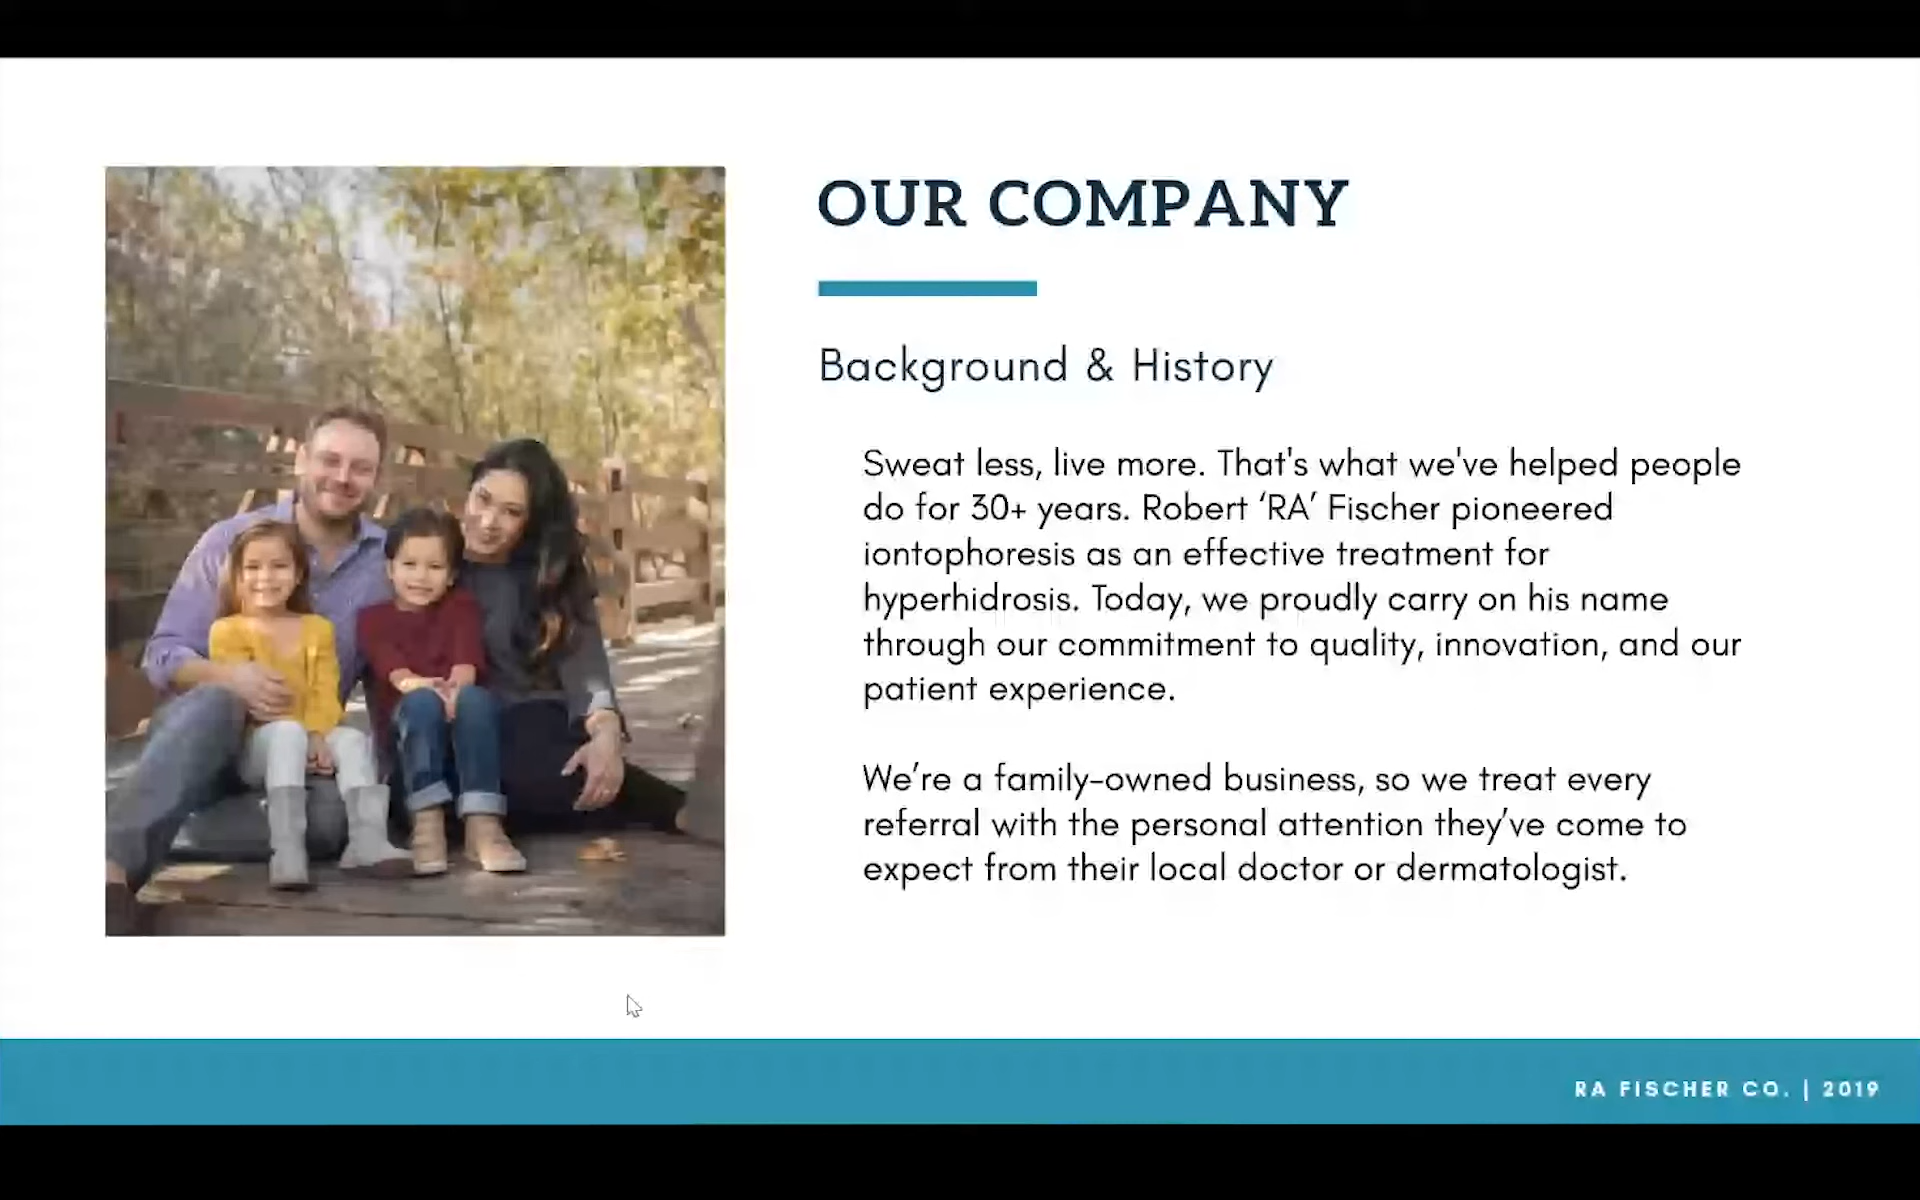 OUR COMPANY
Background & History
Sweat less, live more. That's what we've helped people
do for 30+ years. Robert ‘RA’ Fischer pioneered
iontophoresis as an effective treatment for
hyperhidrosis. Today, we proudly carry on his name
through our commitment to quality, innovation, and our
patient experience.
We’re a family-owned business, so we treat every
referral with the personal attention they’ve come to
expect from their local doctor or dermatologist.
RA FISCHER CO. | 2019